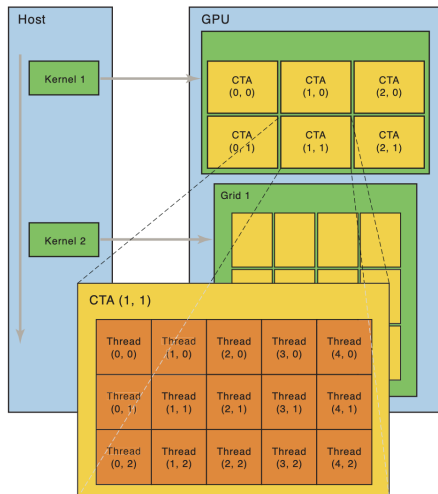 Host
GPU
Kernel 1
CTA
(0, 0)
CTA
(1, 0)
CTA
(2, 0)
CTA
(0, 1)
CTA
(1, 1)
CTA
(2, 1)
Grid 1
Kernel 2
CTA (1, 1)
Thread
(0, 0)
Thread
(1, 0)
Thread
(2, 0)
Thread
(3, 0)
Thread
(4, 0)
Thread
(0, 1)
Thread
(1, 1)
Thread
(2, 1)
Thread
(3, 1)
Thread
(4, 1)
Thread
(0, 2)
Thread
(1, 2)
Thread
(2, 2)
Thread
(3, 2)
Thread
(4, 2)